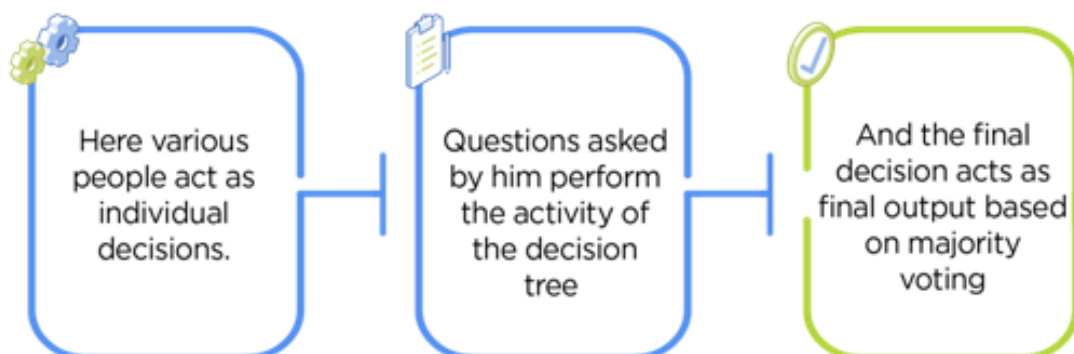 Here various
people act as
individual
decisions.
Questions asked
by him perform
the activity of
the decision
tree
And the final
decision acts as
final output based
on majority
voting